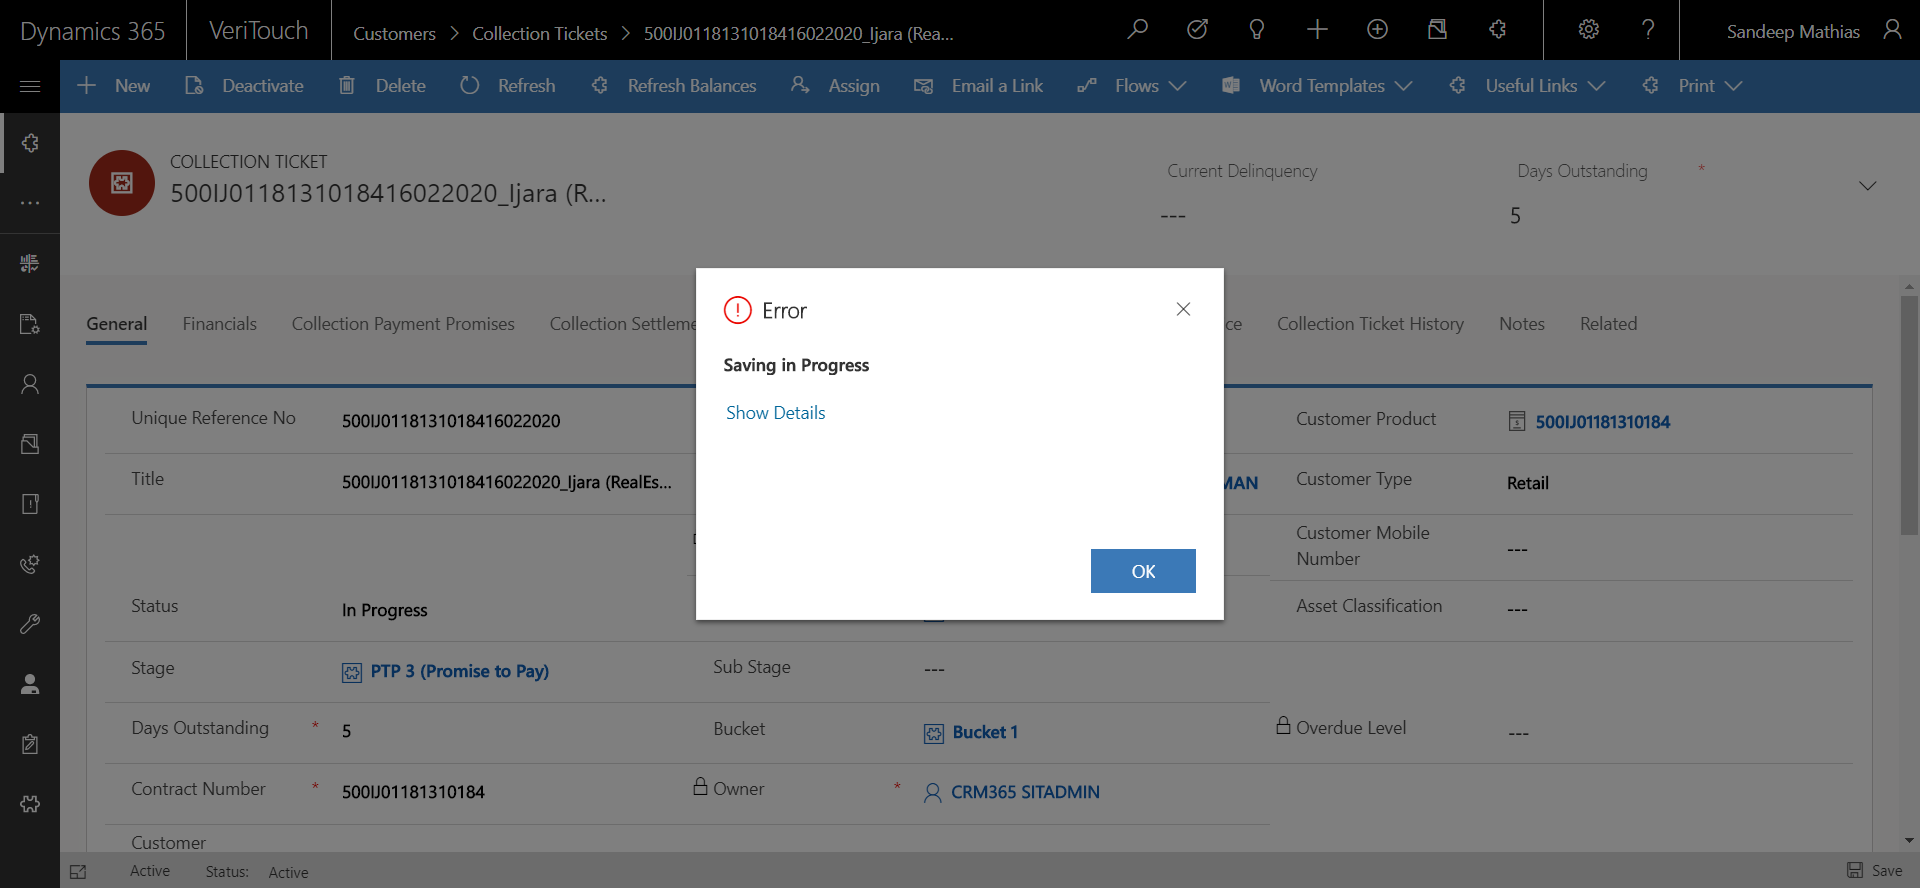 Dynamics 365
VeriTouch
Customers > Collection Tickets > 500IJ0118131018416022020_Ijara (Rea...
Sandeep Mathias
New
Deactivate
Delete
Refresh
Refresh Balances
Assign
Email a Link
Flows
Word Templates
Useful Links
Print
COLLECTION TICKET
500IJ0118131018416022020_Ijara (R...
Current Delinquency
---
Days Outstanding *
5
General
Financials
Collection Payment Promises
Collection Settleme
ce
Collection Ticket History
Notes
Related
Error
Saving in Progress
Show Details
OK
Unique Reference No
500IJ0118131018416022020
Customer Product
500IJ01181310184
Title
500IJ0118131018416022020_Ijara (RealEs...
MAN
Customer Type
Retail
Customer Mobile
Number
---
Status
In Progress
Asset Classification
---
Stage
PTP 3 (Promise to Pay)
Sub Stage
---
Days Outstanding *
5
Bucket
Bucket 1
Overdue Level
---
Contract Number *
500IJ01181310184
Owner *
CRM365 SITADMIN
Customer
Active
Status:
Active
Save